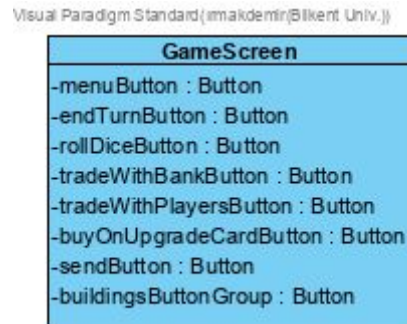 Visual Paradigm Standard(ırmakdemir(Bilkent Univ.))
GameScreen
-menuButton : Button
-endTurnButton : Button
-rollDiceButton : Button
-tradeWithBankButton : Button
-tradeWithPlayersButton : Button
-buyOnUpgradeCardButton : Button
-sendButton : Button
-buildingsButtonGroup : Button